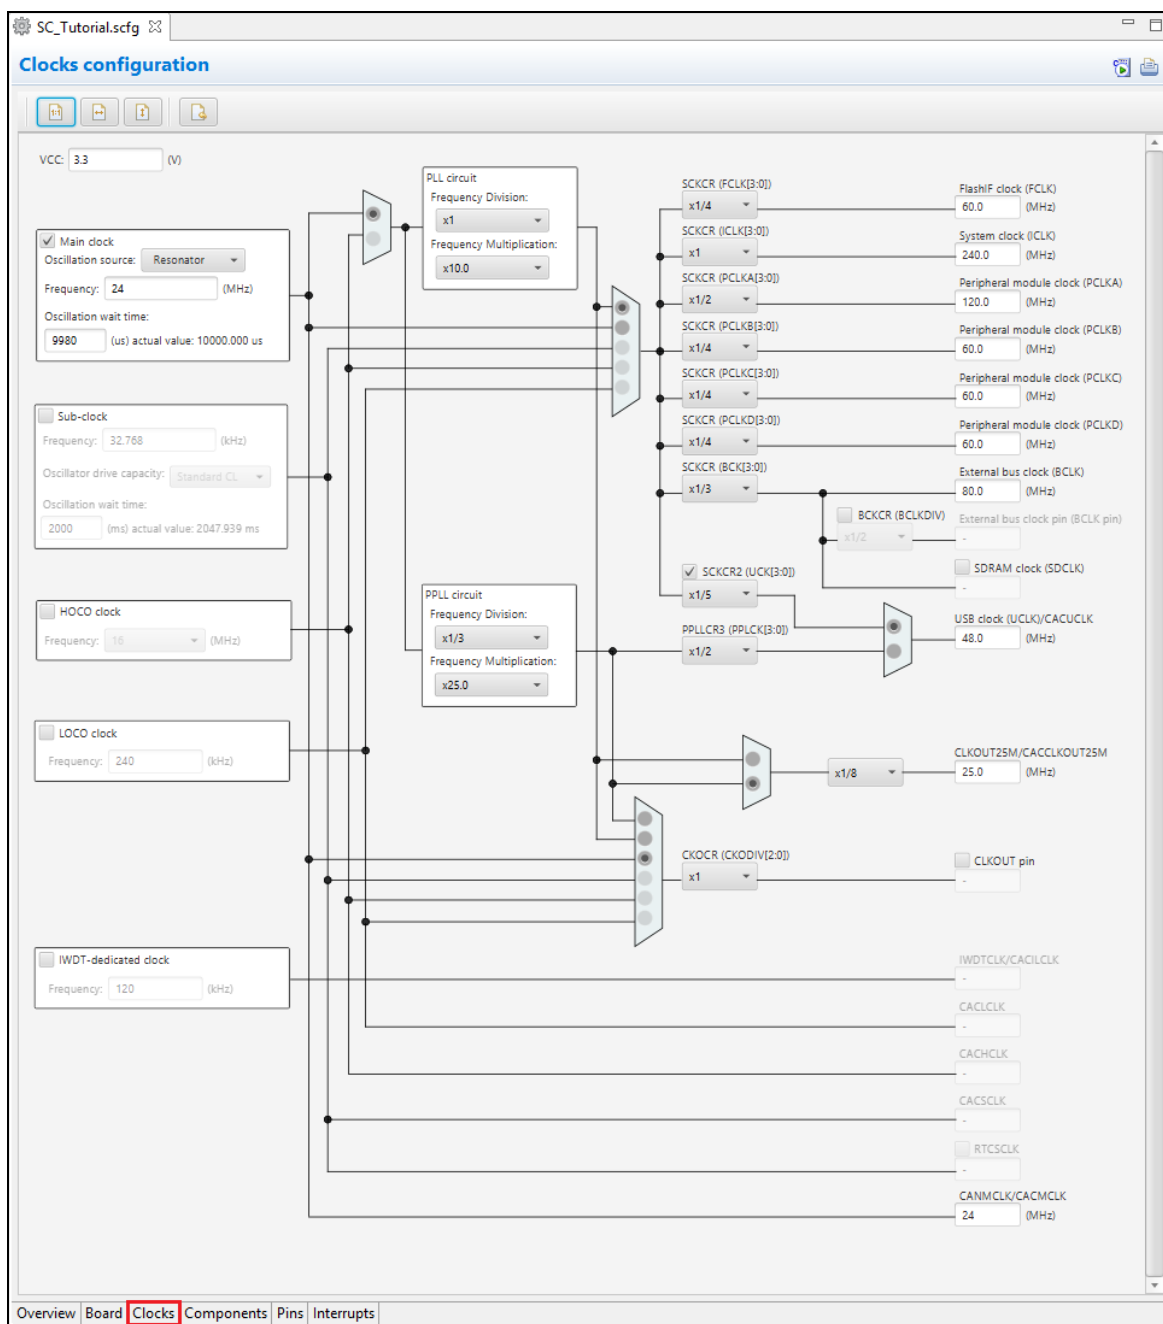 SC_Tutorial.scfg
Clocks configuration
1:1
VCC: 3.3 (V)
Main clock
Oscillation source: Resonator
Frequency: 24 (MHz)
Oscillation wait time:
9980 (us) actual value: 10000.000 us
Sub-clock
Frequency: 32.768 (kHz)
Oscillator drive capacity: Standard CL
Oscillation wait time:
2000 (ms) actual value: 2047.939 ms
HOCO clock
Frequency: 16 (MHz)
LOCO clock
Frequency: 240 (kHz)
IWDT-dedicated clock
Frequency: 120 (kHz)
PLL circuit
Frequency Division:
x1
Frequency Multiplication:
x10.0
PPLL circuit
Frequency Division:
x1/3
Frequency Multiplication:
x25.0
SCKCR (FCLK[3:0])
x1/4
SCKCR (ICLK[3:0])
x1
SCKCR (PCLKA[3:0])
x1/2
SCKCR (PCLKB[3:0])
x1/4
SCKCR (PCLKC[3:0])
x1/4
SCKCR (PCLKD[3:0])
x1/4
SCKCR (BCK[3:0])
x1/3
BCKCR (BCLKDIV)
x1/2
SCKCR2 (UCK[3:0])
x1/5
PPLLCR3 (PPLCK[3:0])
x1/2
x1/8
CKOCR (CKODIV[2:0])
x1
FlashIF clock (FCLK)
60.0 (MHz)
System clock (ICLK)
240.0 (MHz)
Peripheral module clock (PCLKA)
120.0 (MHz)
Peripheral module clock (PCLKB)
60.0 (MHz)
Peripheral module clock (PCLKC)
60.0 (MHz)
Peripheral module clock (PCLKD)
60.0 (MHz)
External bus clock (BCLK)
80.0 (MHz)
External bus clock pin (BCLK pin)
-
SDRAM clock (SDCLK)
-
USB clock (UCLK)/CACUCLK
48.0 (MHz)
CLKOUT25M/CACCLKOUT25M
25.0 (MHz)
CLKOUT pin
-
IWDTCLK/CACILCLK
-
CACLCLK
-
CACHCLK
-
CACSCLK
-
RTCSCLK
-
CANMCLK/CACMCLK
24 (MHz)
Overview Board Clocks Components Pins Interrupts